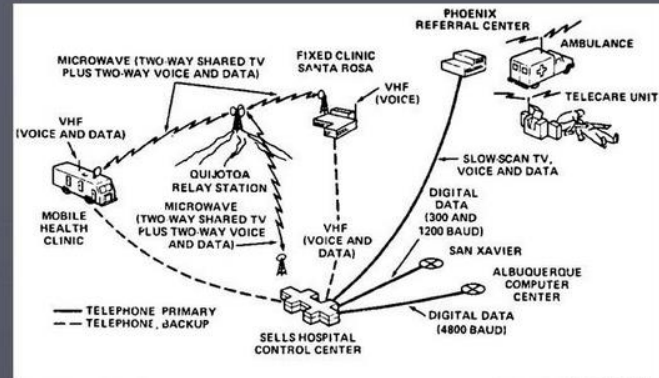 PHOENIX
REFERRAL CENTER
AMBULANCE
TELECARE UNIT
MICROWAVE (TWO-WAY SHARED TV
PLUS TWO-WAY VOICE AND DATA)
FIXED CLINIC
SANTA ROSA
VHF
(VOICE)
VHF
(VOICE AND DATA)
QUIJOTOA
RELAY STATION
SLOW-SCAN TV,
VOICE AND DATA
MOBILE
HEALTH
CLINIC
MICROWAVE
(TWO-WAY SHARED TV
PLUS TWO-WAY VOICE
AND DATA)
VHF
(VOICE AND
DATA)
DIGITAL
DATA
(300 AND
1200 BAUD)
SAN XAVIER
ALBUQUERQUE
COMPUTER
CENTER
DIGITAL DATA
(4800 BAUD)
TELEPHONE PRIMARY
TELEPHONE, BACKUP
SELLS HOSPITAL
CONTROL CENTER